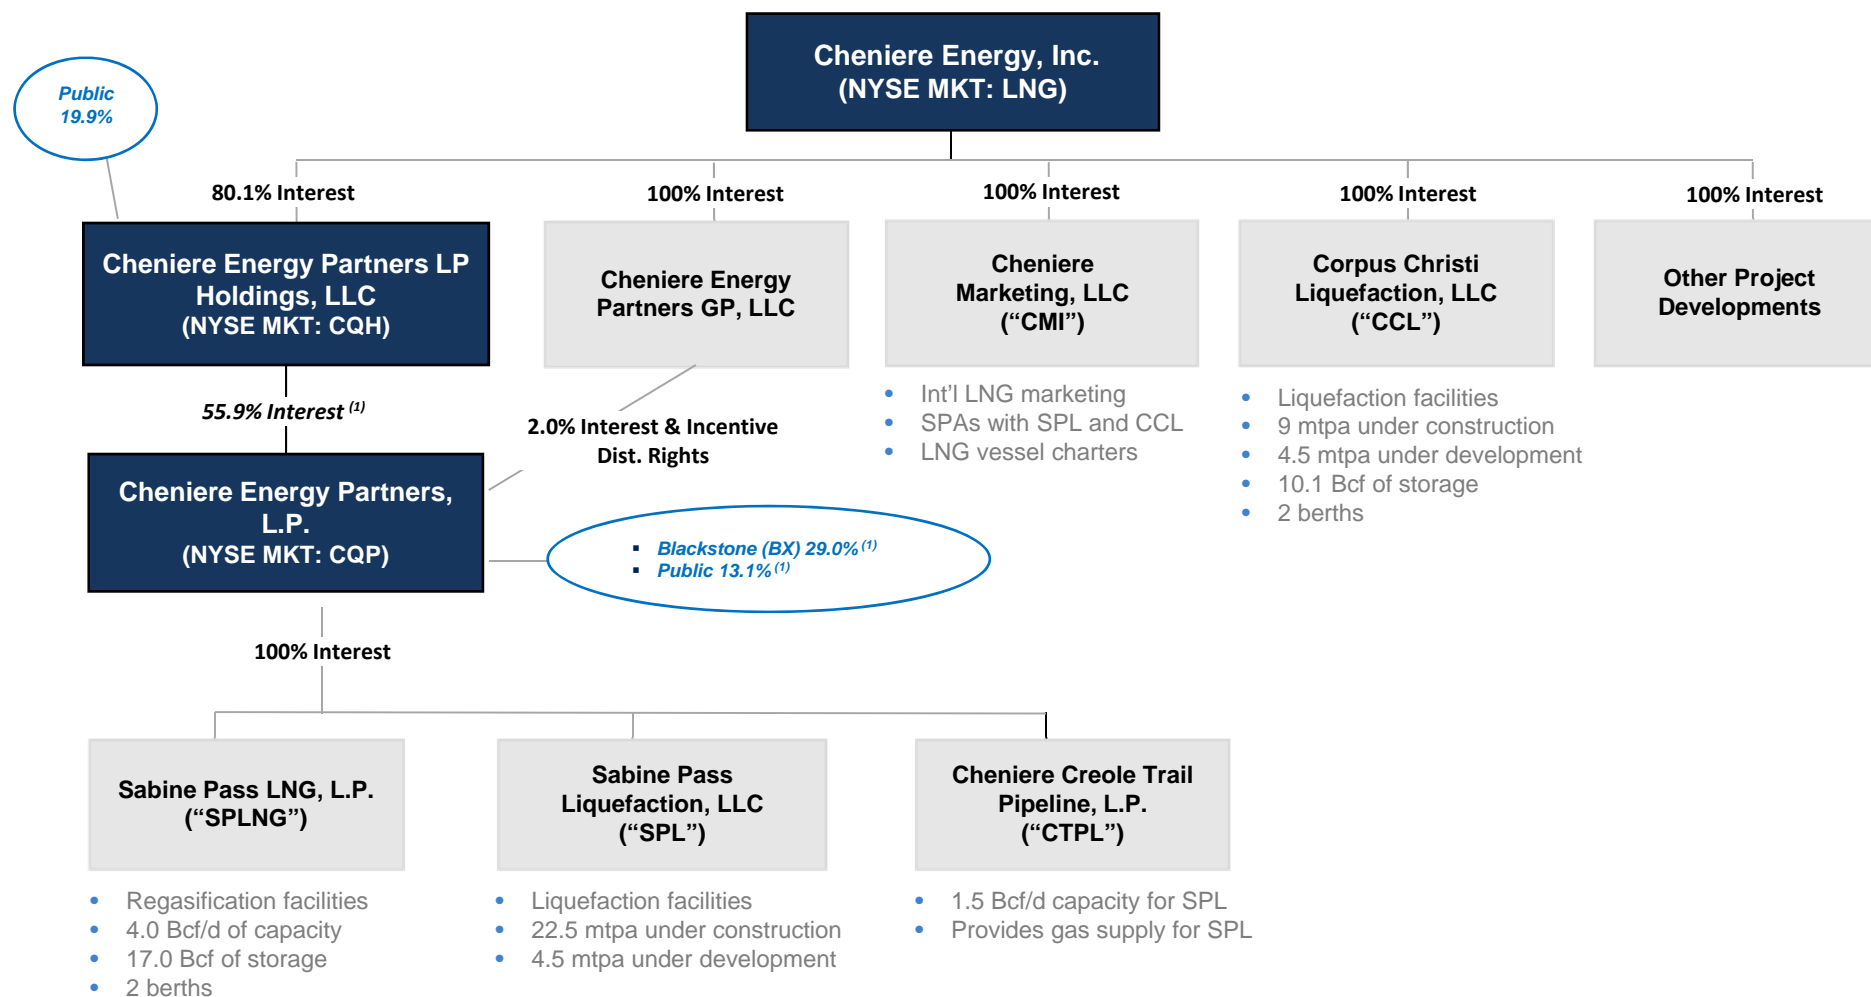 Cheniere Energy, Inc.
(NYSE MKT: LNG)
Public
19.9%
80.1% Interest
100% Interest
100% Interest
100% Interest
100% Interest
Cheniere Energy Partners LP
Holdings, LLC
(NYSE MKT: CQH)
Cheniere Energy
Partners GP, LLC
Cheniere
Marketing, LLC
(“CMI”)
Corpus Christi
Liquefaction, LLC
(“CCL”)
Other Project
Developments
• Int’l LNG marketing
• SPAs with SPL and CCL
• LNG vessel charters
• Liquefaction facilities
• 9 mtpa under construction
• 4.5 mtpa under development
• 10.1 Bcf of storage
• 2 berths
55.9% Interest (1)
2.0% Interest & Incentive
Dist. Rights
Cheniere Energy Partners,
L.P.
(NYSE MKT: CQP)
▪ Blackstone (BX) 29.0% (1)
▪ Public 13.1% (1)
100% Interest
Sabine Pass LNG, L.P.
(“SPLNG”)
Sabine Pass
Liquefaction, LLC
(“SPL”)
Cheniere Creole Trail
Pipeline, L.P.
(“CTPL”)
• Regasification facilities
• 4.0 Bcf/d of capacity
• 17.0 Bcf of storage
• 2 berths
• Liquefaction facilities
• 22.5 mtpa under construction
• 4.5 mtpa under development
• 1.5 Bcf/d capacity for SPL
• Provides gas supply for SPL